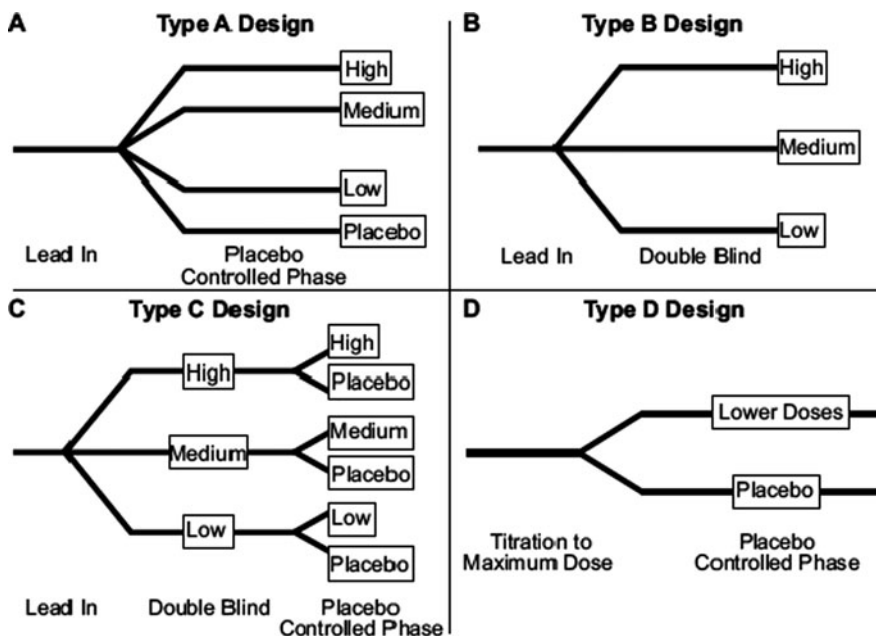 A
Type A Design
High
Medium
Low
Placebo
Lead In
Placebo
Controlled Phase
B
Type B Design
High
Medium
Low
Lead In
Double Blind
C
Type C Design
High
High
Placebo
Medium
Medium
Placebo
Low
Low
Placebo
Lead In
Double Blind
Placebo
Controlled Phase
D
Type D Design
Lower Doses
Placebo
Titration to
Maximum Dose
Placebo
Controlled Phase